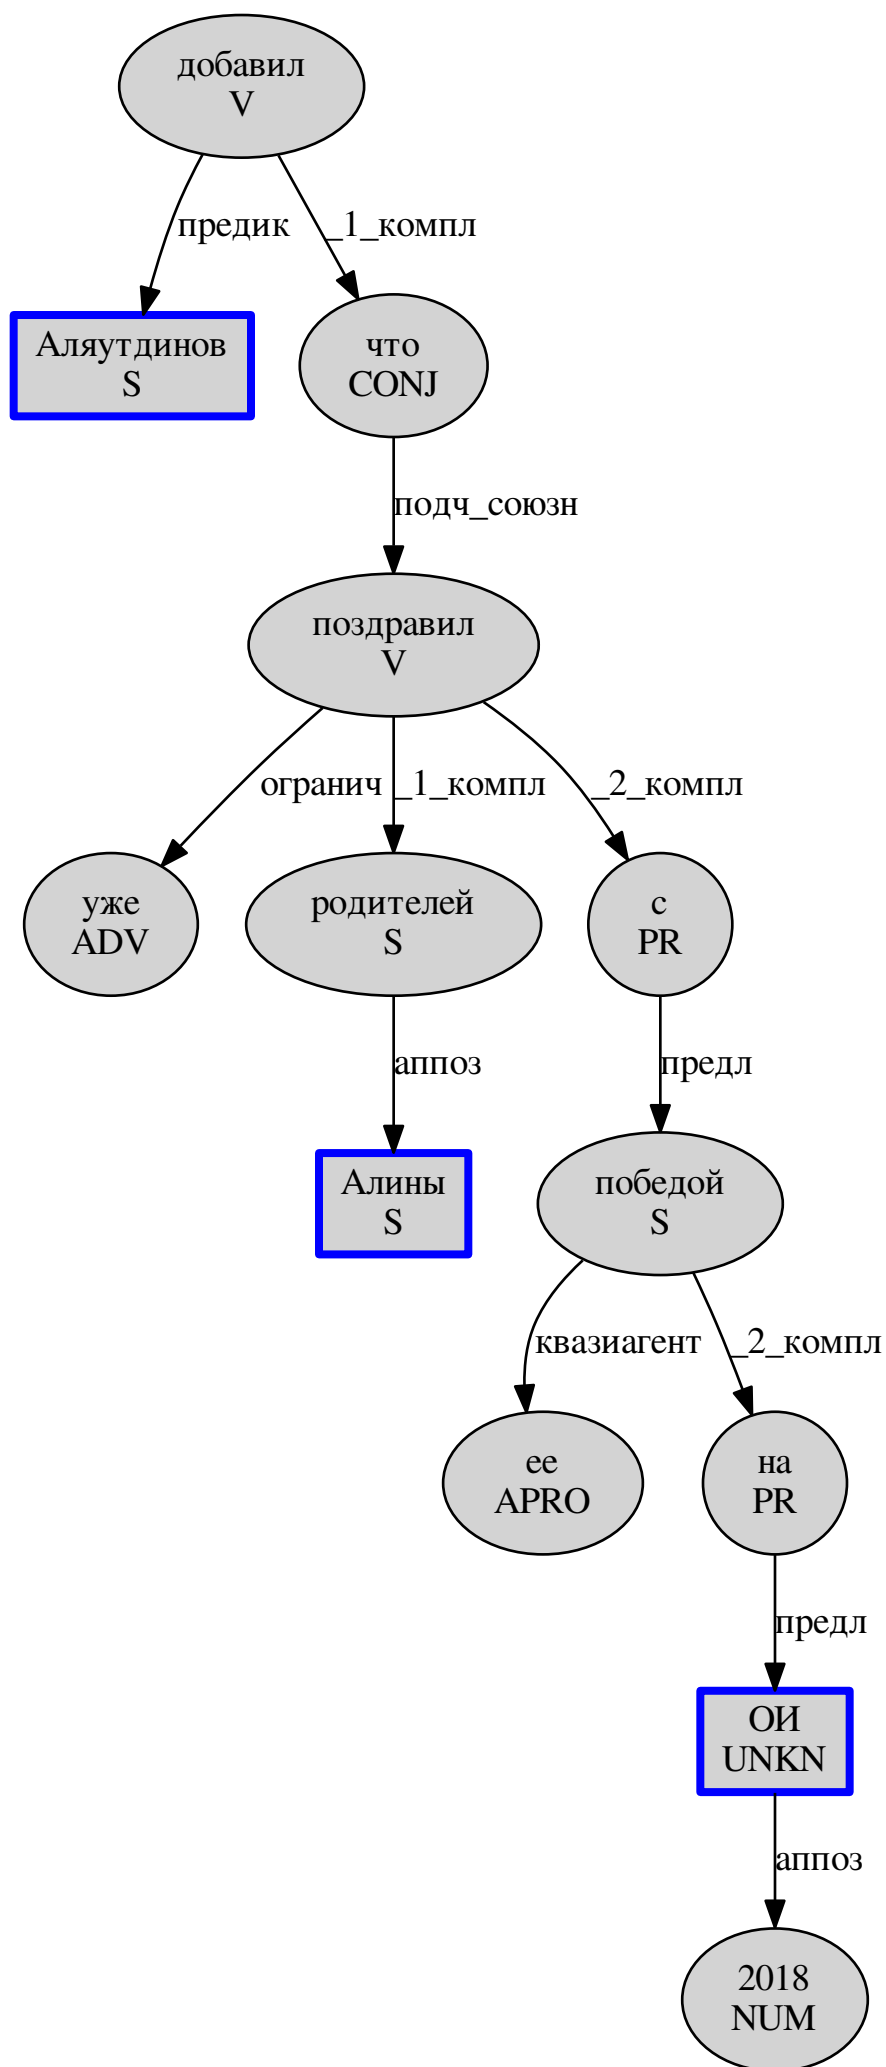 добавил
V
предик
_1_компл
Аляутдинов
S
что
CONJ
подч_союзн
поздравил
V
огранич
_1_компл
_2_компл
уже
ADV
родителей
S
с
PR
аппоз
предл
Алины
S
победой
S
квазиагент
_2_компл
ее
APRO
на
PR
предл
ОИ
UNKN
аппоз
2018
NUM